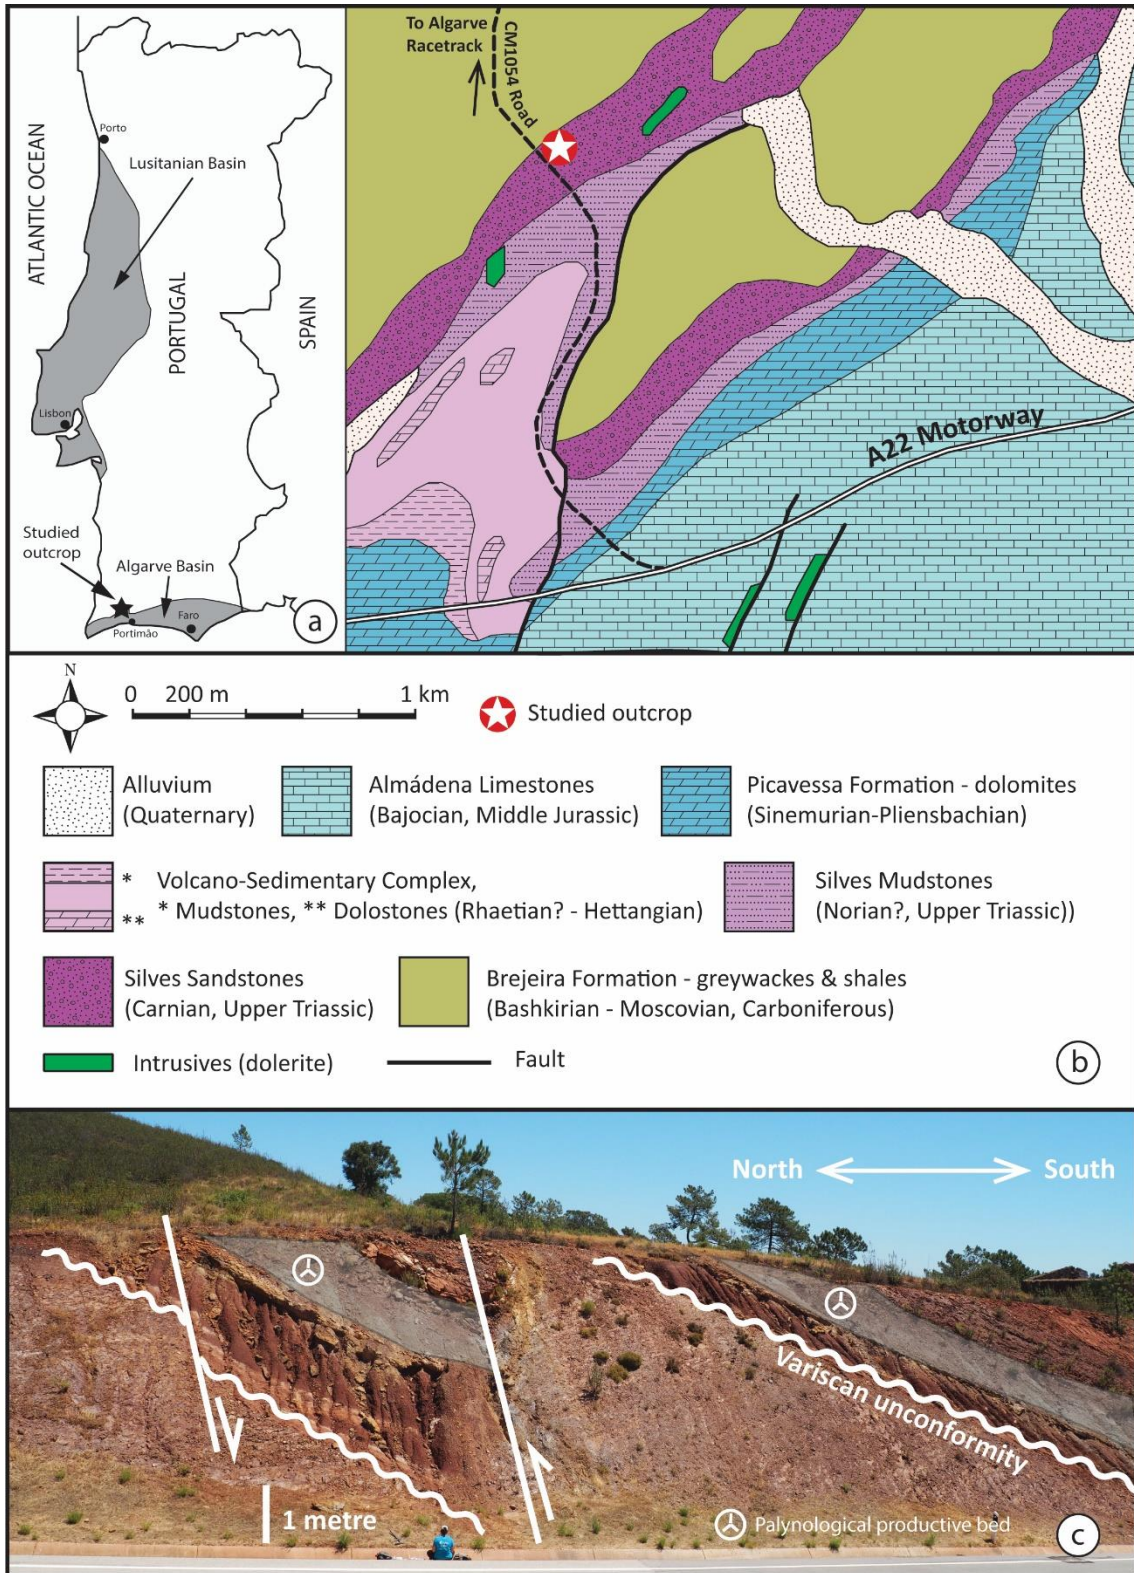 ATLANTIC OCEAN
Porto
Lusitanian Basin
PORTUGAL
SPAIN
Lisbon
Studied
outcrop
Algarve Basin
Portimão
Faro
a
To Algarve
Racetrack
CM1054 Road
A22 Motorway
N
0 200 m 1 km
Studied outcrop
Alluvium
(Quaternary)
Almádena Limestones
(Bajocian, Middle Jurassic)
Picavessa Formation - dolomites
(Sinemurian-Pliensbachian)
* Volcano-Sedimentary Complex,
** * Mudstones, ** Dolostones (Rhaetian? - Hettangian)
Silves Mudstones
(Norian?, Upper Triassic))
Silves Sandstones
(Carnian, Upper Triassic)
Brejeira Formation - greywackes & shales
(Bashkirian - Moscovian, Carboniferous)
Intrusives (dolerite)
Fault
b
North South
Variscan unconformity
1 metre
Palynological productive bed
c